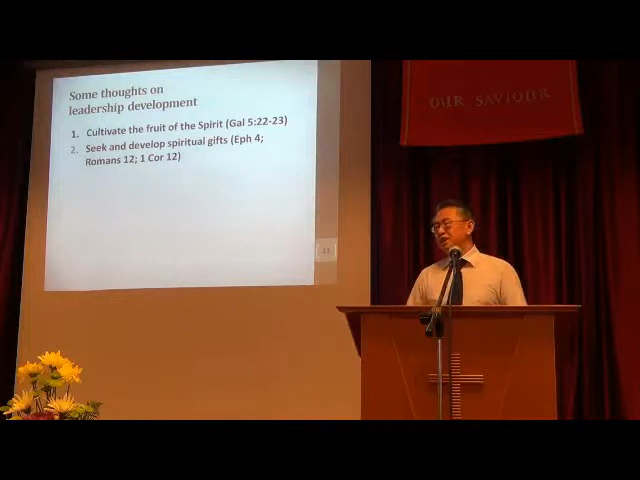 Some thoughts on
leadership development
1. Cultivate the fruit of the Spirit (Gal 5:22-23)
2. Seek and develop spiritual gifts (Eph 4;
Romans 12; 1 Cor 12)
OUR SAVIOUR